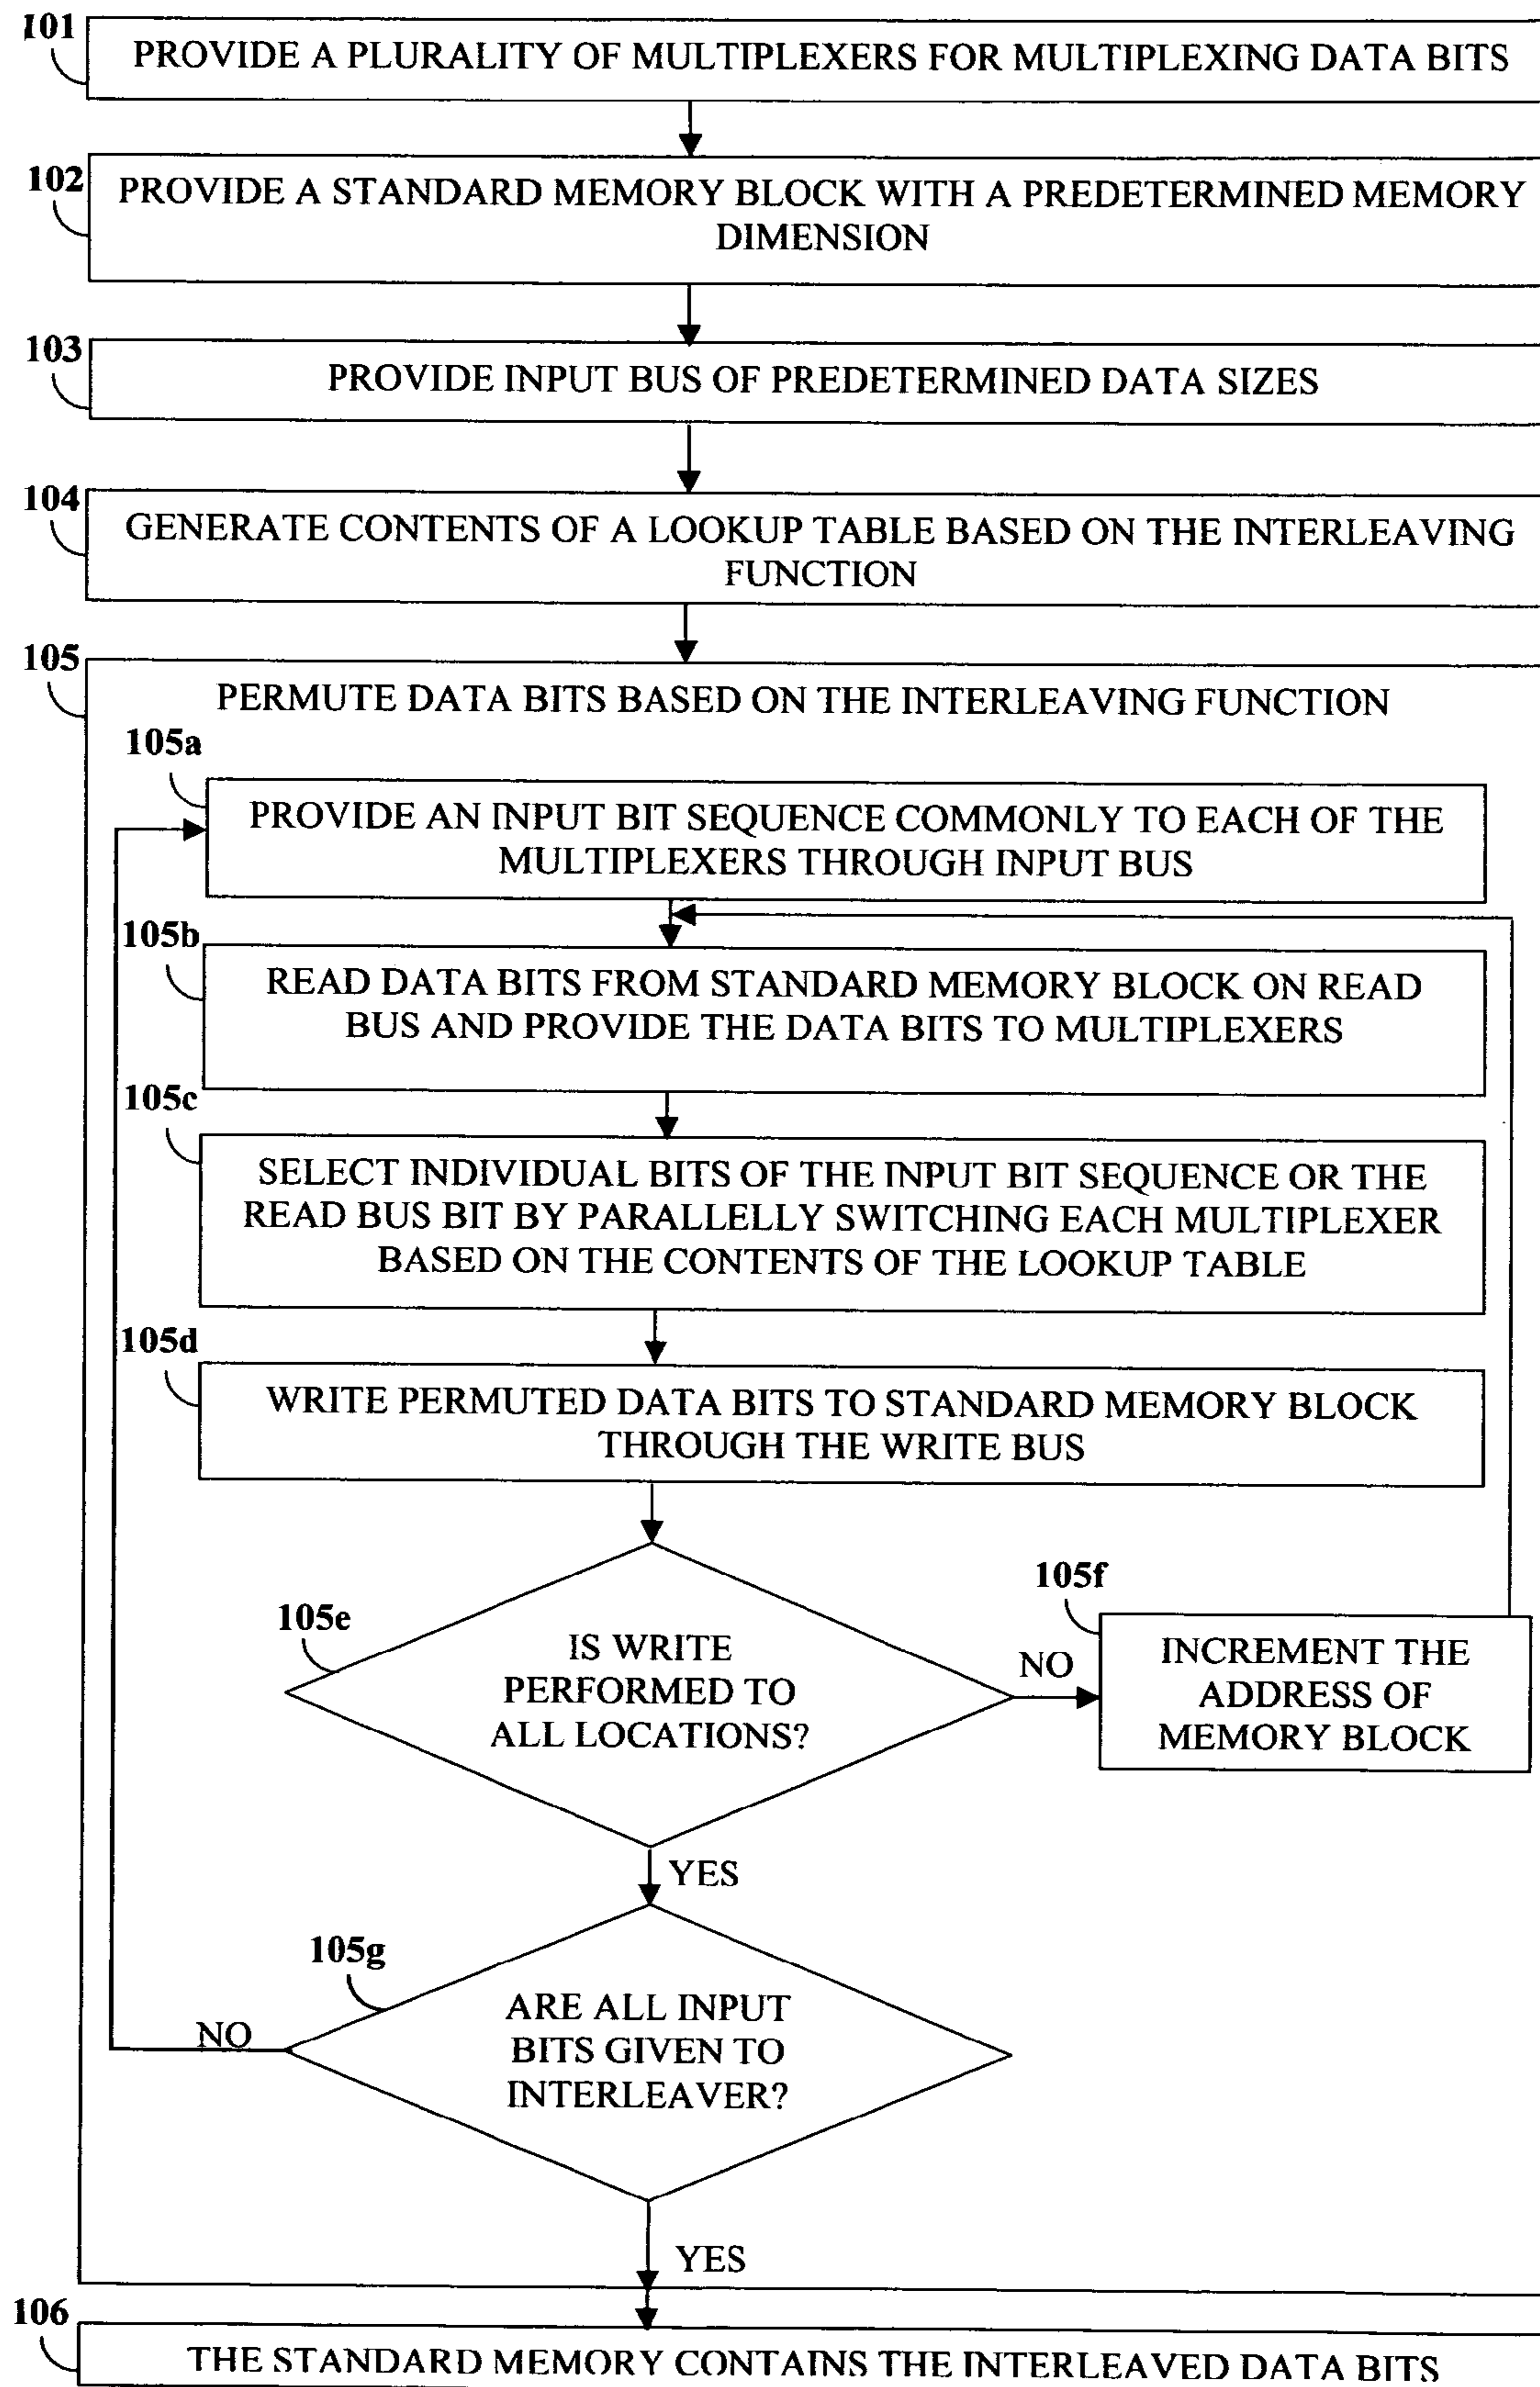 101
PROVIDE A PLURALITY OF MULTIPLEXERS FOR MULTIPLEXING DATA BITS
102
PROVIDE A STANDARD MEMORY BLOCK WITH A PREDETERMINED MEMORY
DIMENSION
103
PROVIDE INPUT BUS OF PREDETERMINED DATA SIZES
104
GENERATE CONTENTS OF A LOOKUP TABLE BASED ON THE INTERLEAVING
FUNCTION
105
PERMUTE DATA BITS BASED ON THE INTERLEAVING FUNCTION
105a
PROVIDE AN INPUT BIT SEQUENCE COMMONLY TO EACH OF THE
MULTIPLEXERS THROUGH INPUT BUS
105b
READ DATA BITS FROM STANDARD MEMORY BLOCK ON READ
BUS AND PROVIDE THE DATA BITS TO MULTIPLEXERS
105c
SELECT INDIVIDUAL BITS OF THE INPUT BIT SEQUENCE OR THE
READ BUS BIT BY PARALLELLY SWITCHING EACH MULTIPLEXER
BASED ON THE CONTENTS OF THE LOOKUP TABLE
105d
WRITE PERMUTED DATA BITS TO STANDARD MEMORY BLOCK
THROUGH THE WRITE BUS
105e
IS WRITE
PERFORMED TO
ALL LOCATIONS?
NO
105f
INCREMENT THE
ADDRESS OF
MEMORY BLOCK
YES
105g
ARE ALL INPUT
BITS GIVEN TO
INTERLEAVER?
NO
YES
106
THE STANDARD MEMORY CONTAINS THE INTERLEAVED DATA BITS